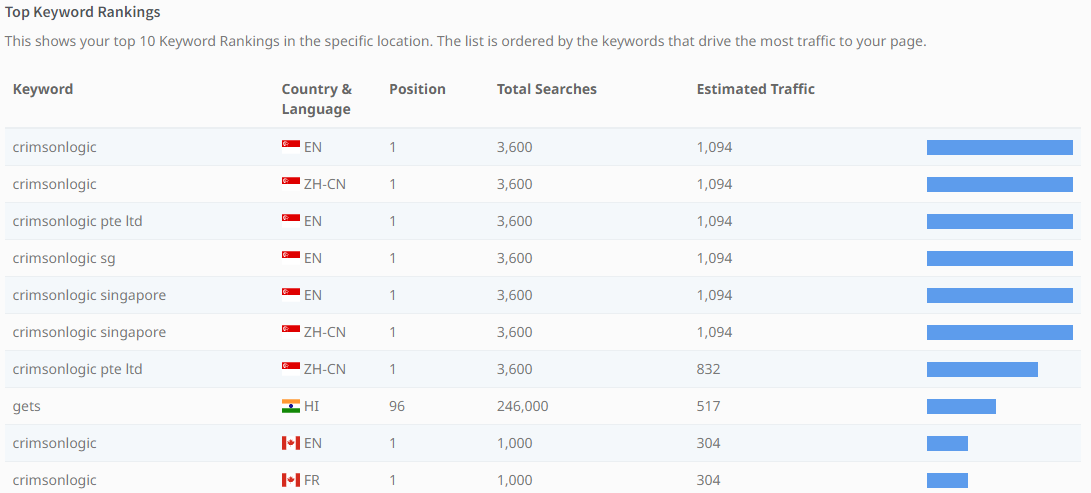 Top Keyword Rankings
This shows your top 10 Keyword Rankings in the specific location. The list is ordered by the keywords that drive the most traffic to your page.
Keyword Country & Language Position Total Searches Estimated Traffic
crimsonlogic EN 1 3,600 1,094
crimsonlogic ZH-CN 1 3,600 1,094
crimsonlogic pte ltd EN 1 3,600 1,094
crimsonlogic sg EN 1 3,600 1,094
crimsonlogic singapore EN 1 3,600 1,094
crimsonlogic singapore ZH-CN 1 3,600 1,094
crimsonlogic pte ltd ZH-CN 1 3,600 832
gets HI 96 246,000 517
crimsonlogic EN 1 1,000 304
crimsonlogic FR 1 1,000 304